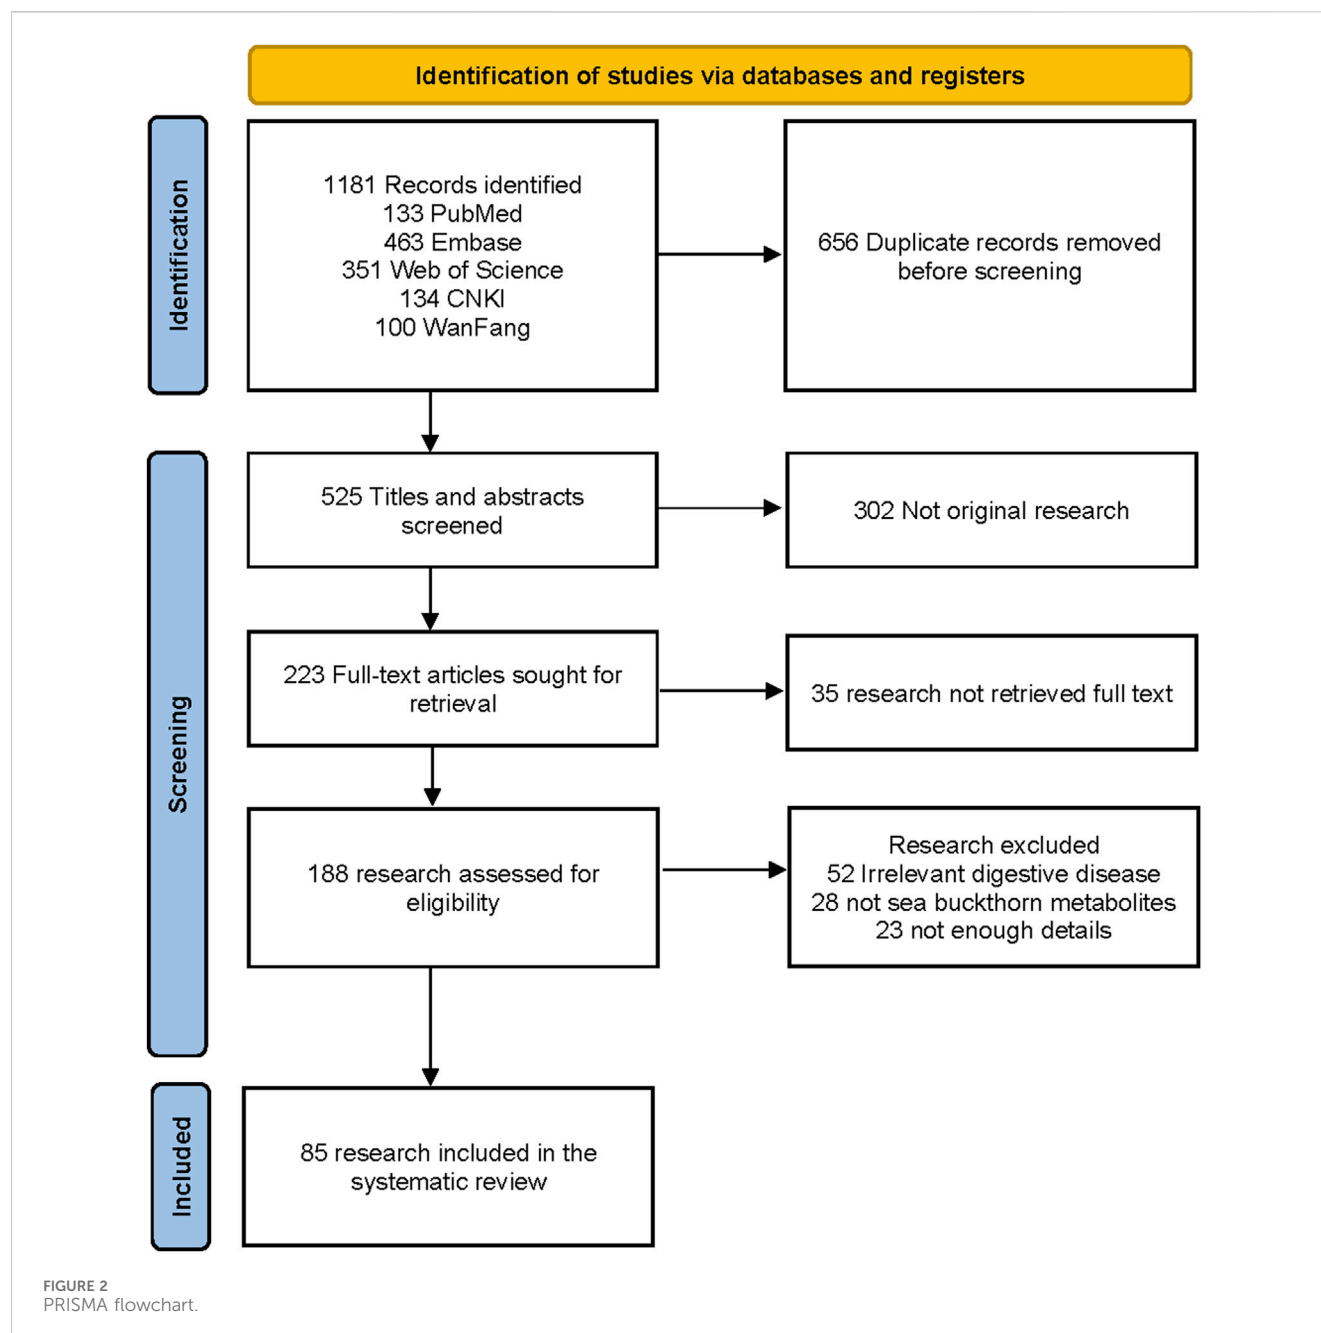 Identification of studies via databases and registers
Identification
1181 Records identified
133 PubMed
463 Embase
351 Web of Science
134 CNKI
100 WanFang
656 Duplicate records removed
before screening
Screening
525 Titles and abstracts
screened
302 Not original research
223 Full-text articles sought for
retrieval
35 research not retrieved full text
188 research assessed for
eligibility
Research excluded
52 Irrelevant digestive disease
28 not sea buckthorn metabolites
23 not enough details
Included
85 research included in the
systematic review
FIGURE 2
PRISMA flowchart.